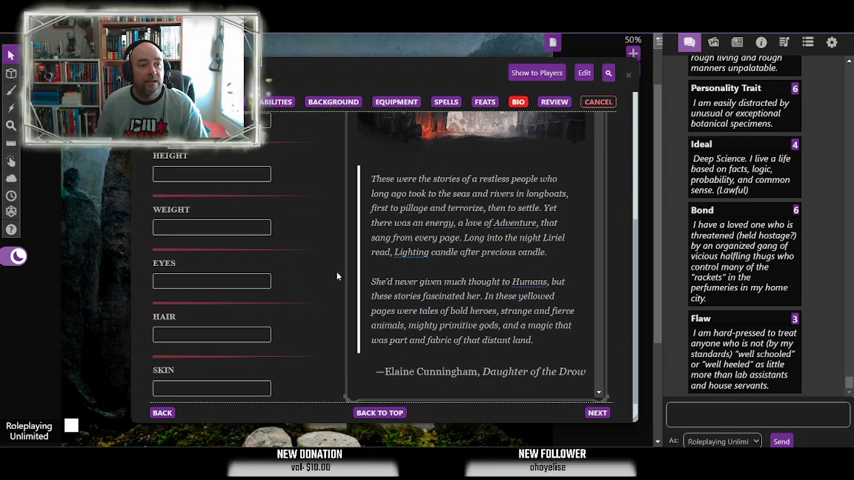 50%
rough living and rough
manners unpalatable.
Show to Players
Edit
ABILITIES
BACKGROUND
EQUIPMENT
SPELLS
FEATS
BIO
REVIEW
CANCEL
Personality Trait
6
I am easily distracted by
unusual or exceptional
botanical specimens.
HEIGHT
WEIGHT
EYES
HAIR
SKIN
These were the stories of a restless people who
long ago took to the seas and rivers in longboats,
first to pillage and terrorize, then to settle. Yet
there was an energy, a love of Adventure, that
sang from every page. Long into the night Liriel
read, Lighting candle after precious candle.
She'd never given much thought to Humans, but
these stories fascinated her. In these yellowed
pages were tales of bold heroes, strange and fierce
animals, mighty primitive gods, and a magic that
was part and fabric of that distant land.
—Elaine Cunningham, Daughter of the Drow
Ideal
4
Deep Science. I live a life
based on facts, logic,
probability, and common
sense. (Lawful)
Bond
6
I have a loved one who is
threatened (held hostage?)
by an organized gang of
vicious halfling thugs who
control many of the
"rackets" in the
perfumeries in my home
city.
Flaw
3
I am hard-pressed to treat
anyone who is not (by my
standards) "well schooled"
or "well heeled" as little
more than lab assistants
and house servants.
BACK
BACK TO TOP
NEXT
Roleplaying
Unlimited
As:
Roleplaying Unlimi
Send
NEW DONATION
vol- $10.00
NEW FOLLOWER
ahoyelise